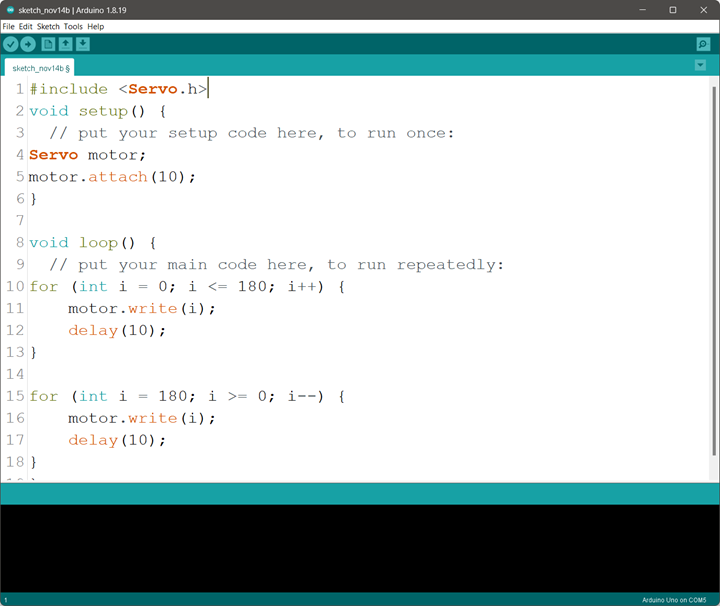 sketch_nov14b | Arduino 1.8.19
File Edit Sketch Tools Help
sketch_nov14b §
1 #include <Servo.h>
2 void setup() {
3   // put your setup code here, to run once:
4 Servo motor;
5 motor.attach(10);
6 }
7
8 void loop() {
9   // put your main code here, to run repeatedly:
10 for (int i = 0; i <= 180; i++) {
11     motor.write(i);
12     delay(10);
13 }
14
15 for (int i = 180; i >= 0; i--) {
16     motor.write(i);
17     delay(10);
18 }
1
Arduino Uno on COM5